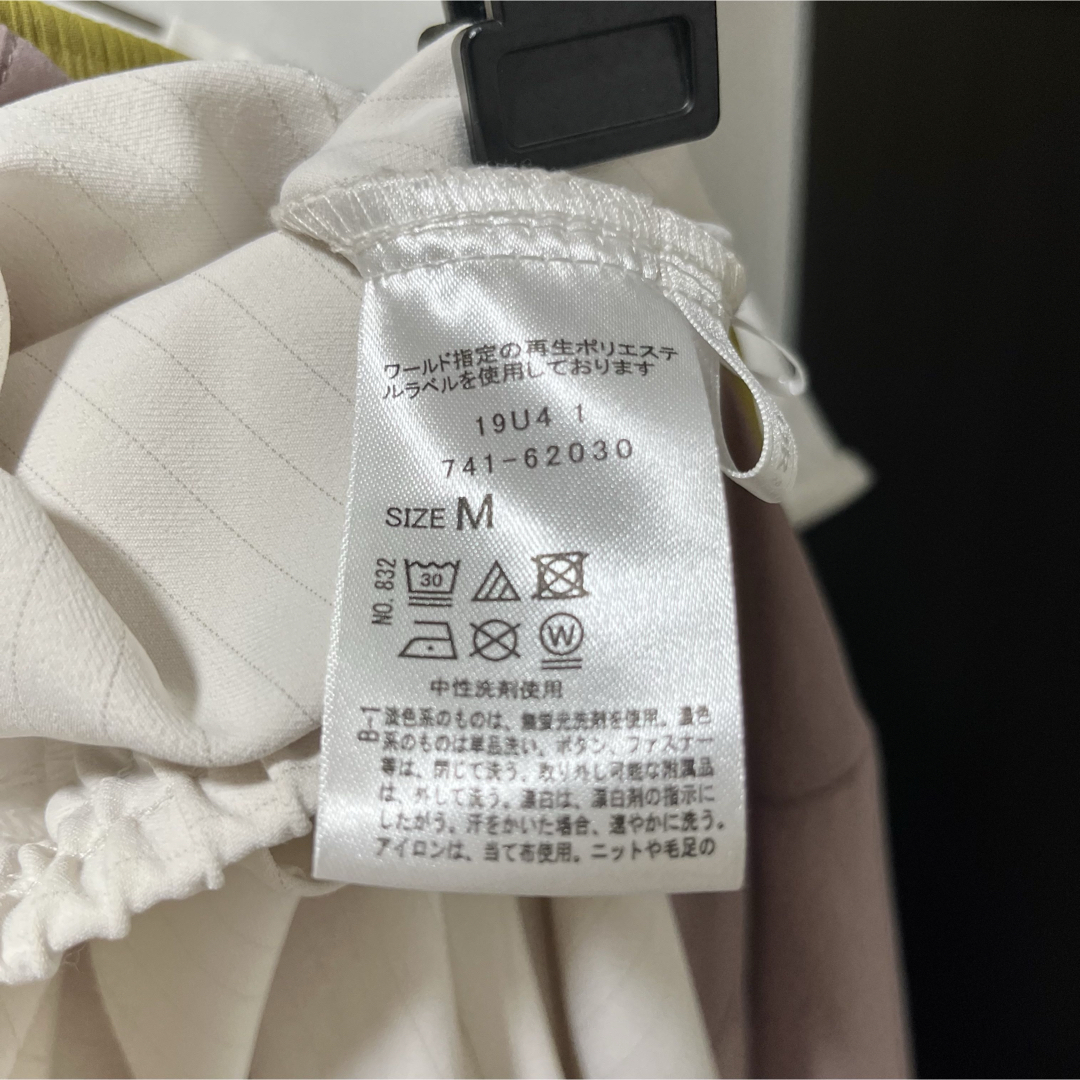 ワールド指定の再生ポリエステ
ルラベルを使用しております
19U4 1
741-62030
SIZE M
NO. 832
30
W
中性洗剤使用
B-1
淡色系のものは、無蛍光洗剤を使用。濃色
系のものは単品洗い。ボタン、ファスナー
等は、閉じて洗う。取り外し可能な附属品
は、外して洗う。漂白は、漂白剤の指示に
したがう。汗をかいた場合、速やかに洗う。
アイロンは、当て布使用。ニットや毛足の